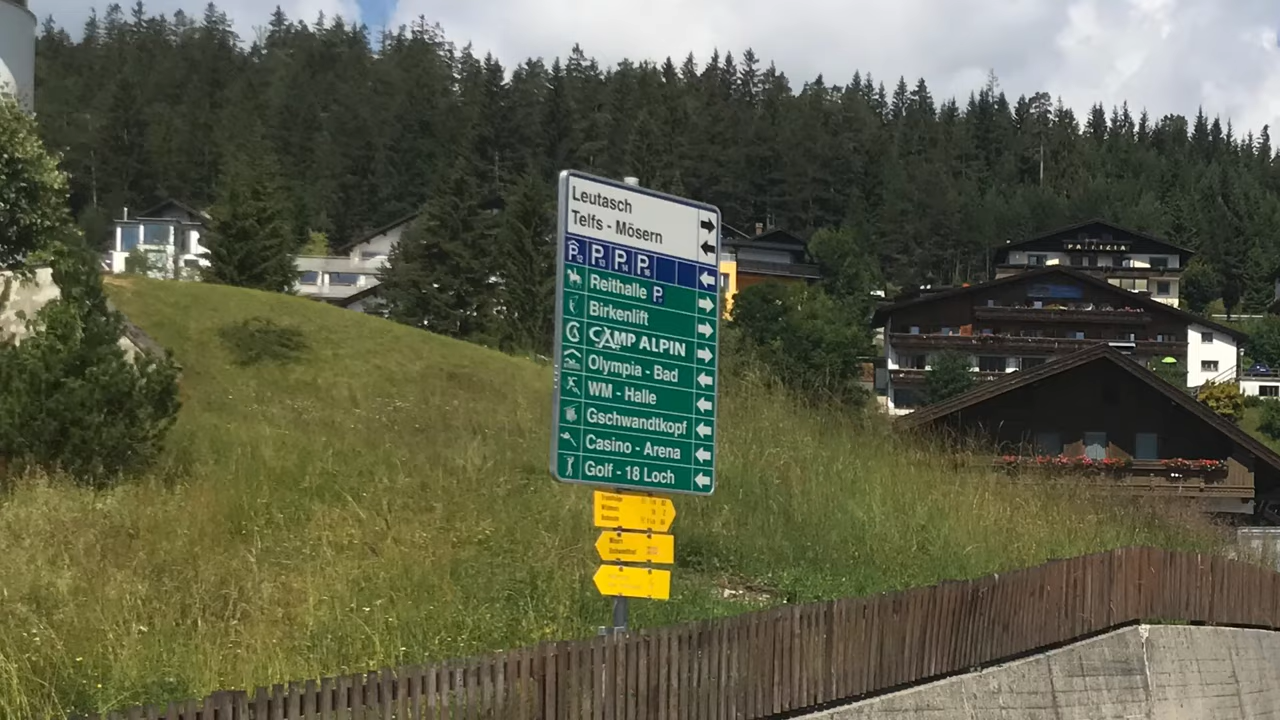 Leutasch
Telfs - Mösern
P12 P13 P14 P16
Reithalle P
Birkenlift
CAMP ALPIN
Olympia - Bad
WM - Halle
Gschwandtkopf
Casino - Arena
Golf - 18 Loch
Mösern